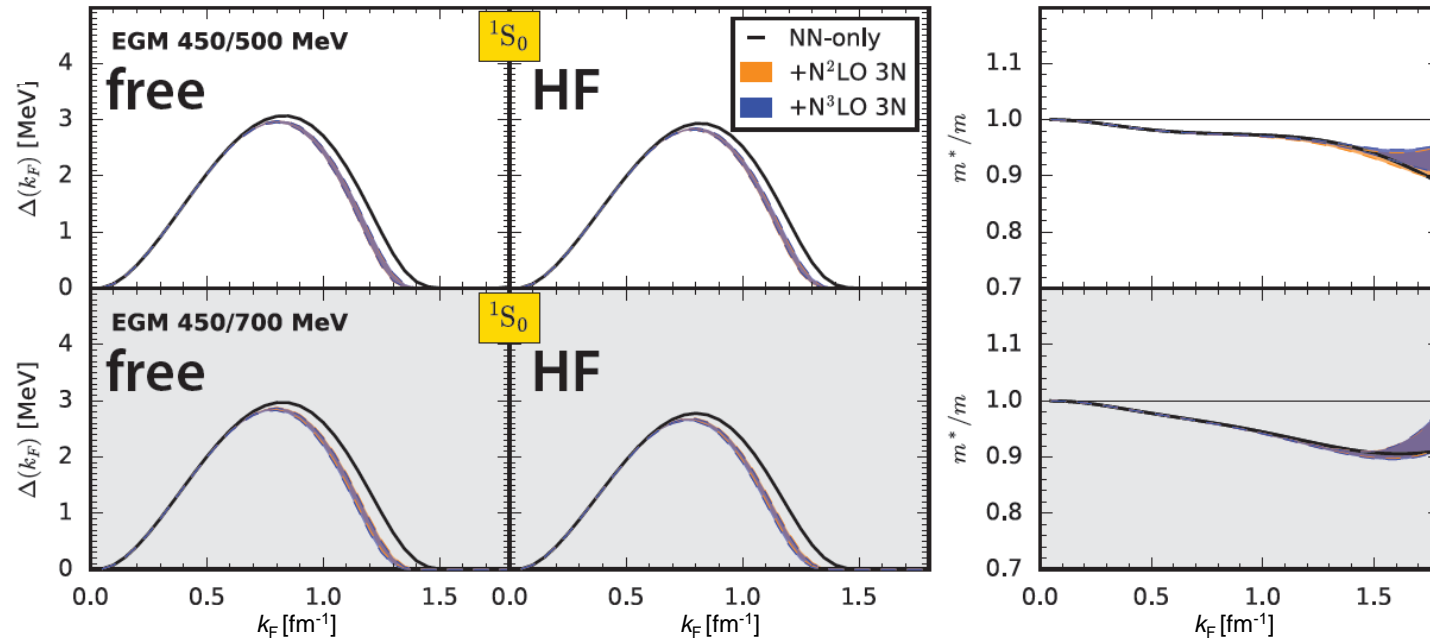 EGM 450/500 MeV
free
¹S₀
HF
NN-only
+N²LO 3N
+N³LO 3N
Δ(k_F) [MeV]
4
3
2
1
0
m*/m
1.1
1.0
0.9
0.8
0.7
EGM 450/700 MeV
free
¹S₀
HF
Δ(k_F) [MeV]
4
3
2
1
0
m*/m
1.1
1.0
0.9
0.8
0.7
0.0 0.5 1.0 1.5 0.0 0.5 1.0 1.5
0.0 0.5 1.0 1.5
k_F [fm⁻¹]
k_F [fm⁻¹]
k_F [fm⁻¹]